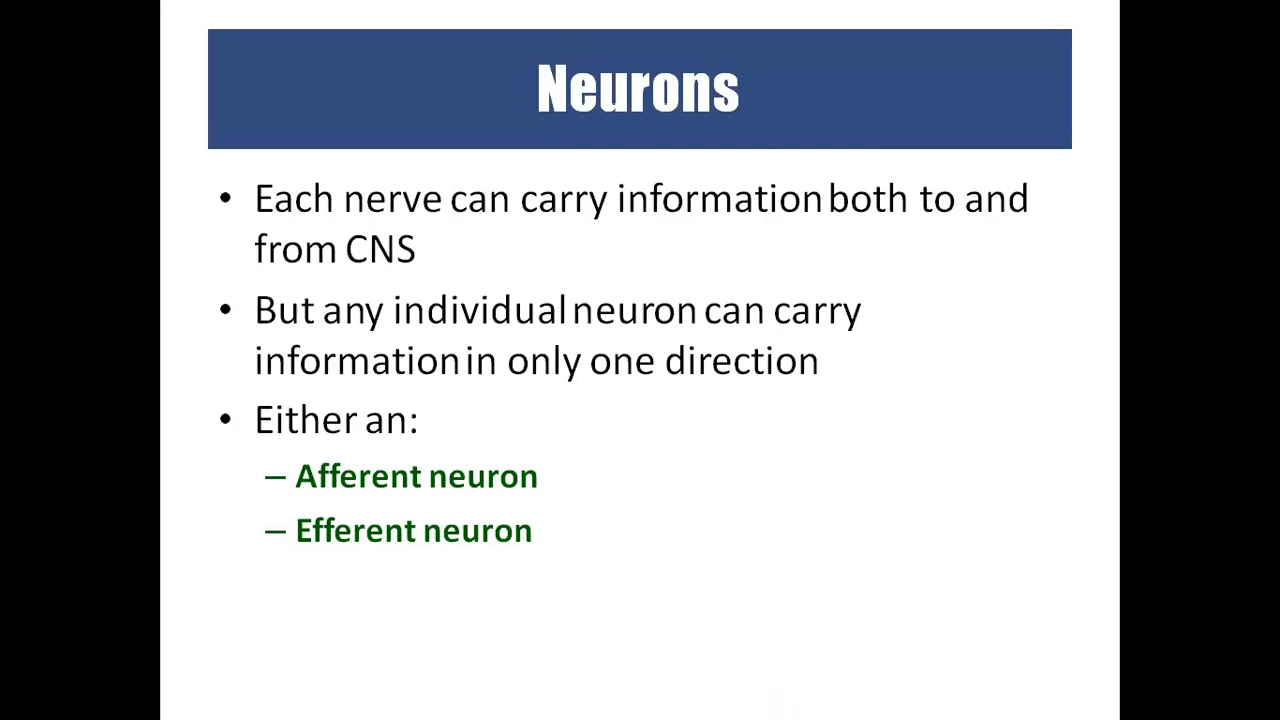 Neurons
• Each nerve can carry information both to and
from CNS
• But any individual neuron can carry
information in only one direction
• Either an:
– Afferent neuron
– Efferent neuron